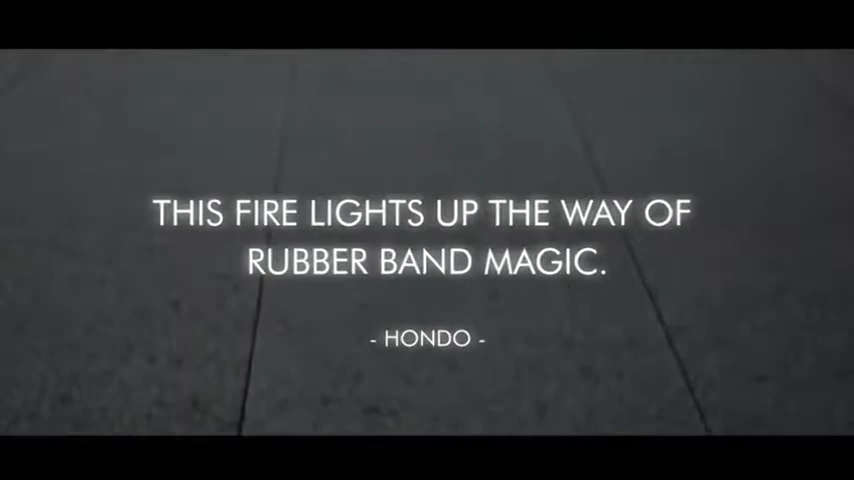 THIS FIRE LIGHTS UP THE WAY OF
RUBBER BAND MAGIC.
- HONDO -